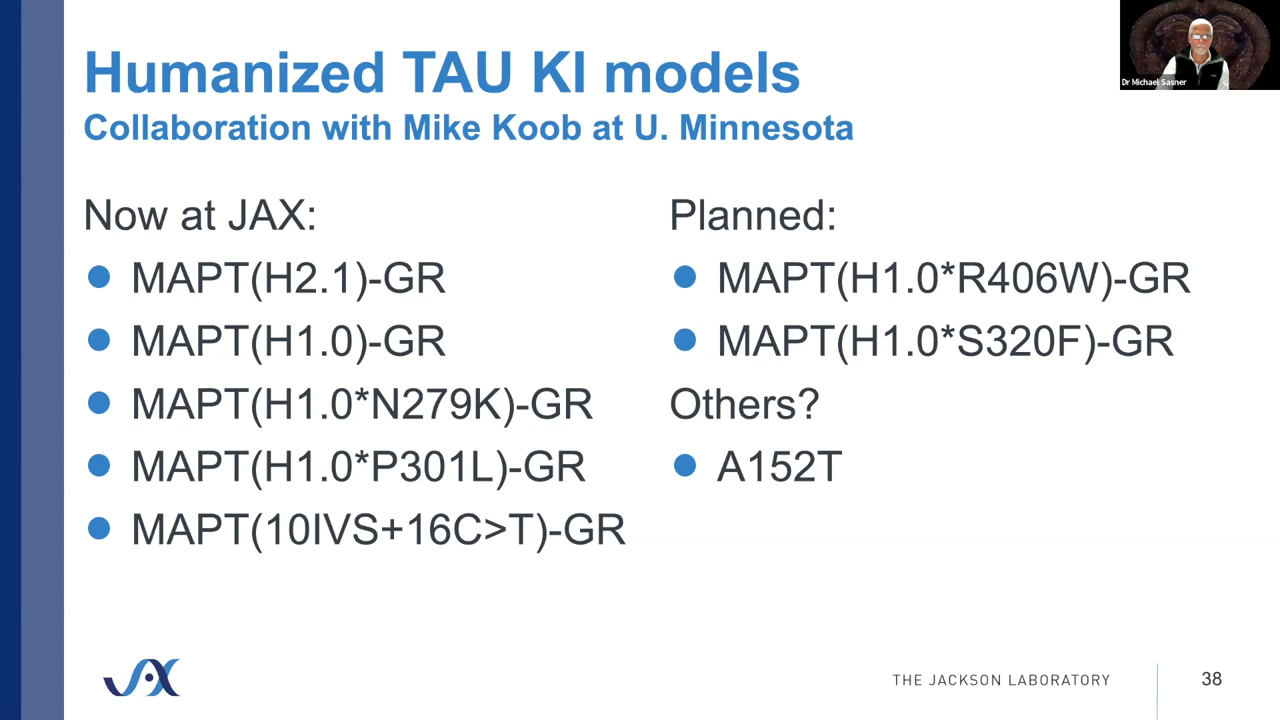 Humanized TAU KI models
Collaboration with Mike Koob at U. Minnesota
Dr Michael Sasner
Now at JAX:
MAPT(H2.1)-GR
MAPT(H1.0)-GR
MAPT(H1.0*N279K)-GR
MAPT(H1.0*P301L)-GR
MAPT(10IVS+16C>T)-GR
Planned:
MAPT(H1.0*R406W)-GR
MAPT(H1.0*S320F)-GR
Others?
A152T
JAX
THE JACKSON LABORATORY
38